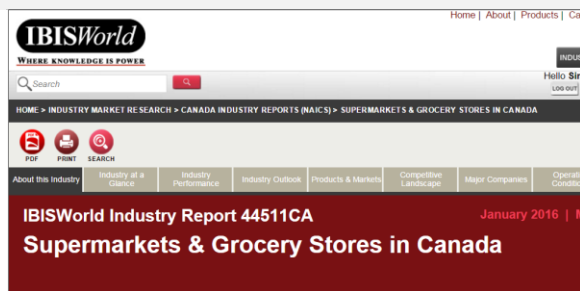 Home | About | Products | Ca
IBISWorld
WHERE KNOWLEDGE IS POWER
INDUS
Search
Hello Sir
LOG OUT
HOME > INDUSTRY MARKET RESEARCH > CANADA INDUSTRY REPORTS (NAICS) > SUPERMARKETS & GROCERY STORES IN CANADA
PDF PRINT SEARCH
About this Industry
Industry at a Glance
Industry Performance
Industry Outlook
Products & Markets
Competitive Landscape
Major Companies
Operati
Conditio
IBISWorld Industry Report 44511CA
January 2016 | M
Supermarkets & Grocery Stores in Canada